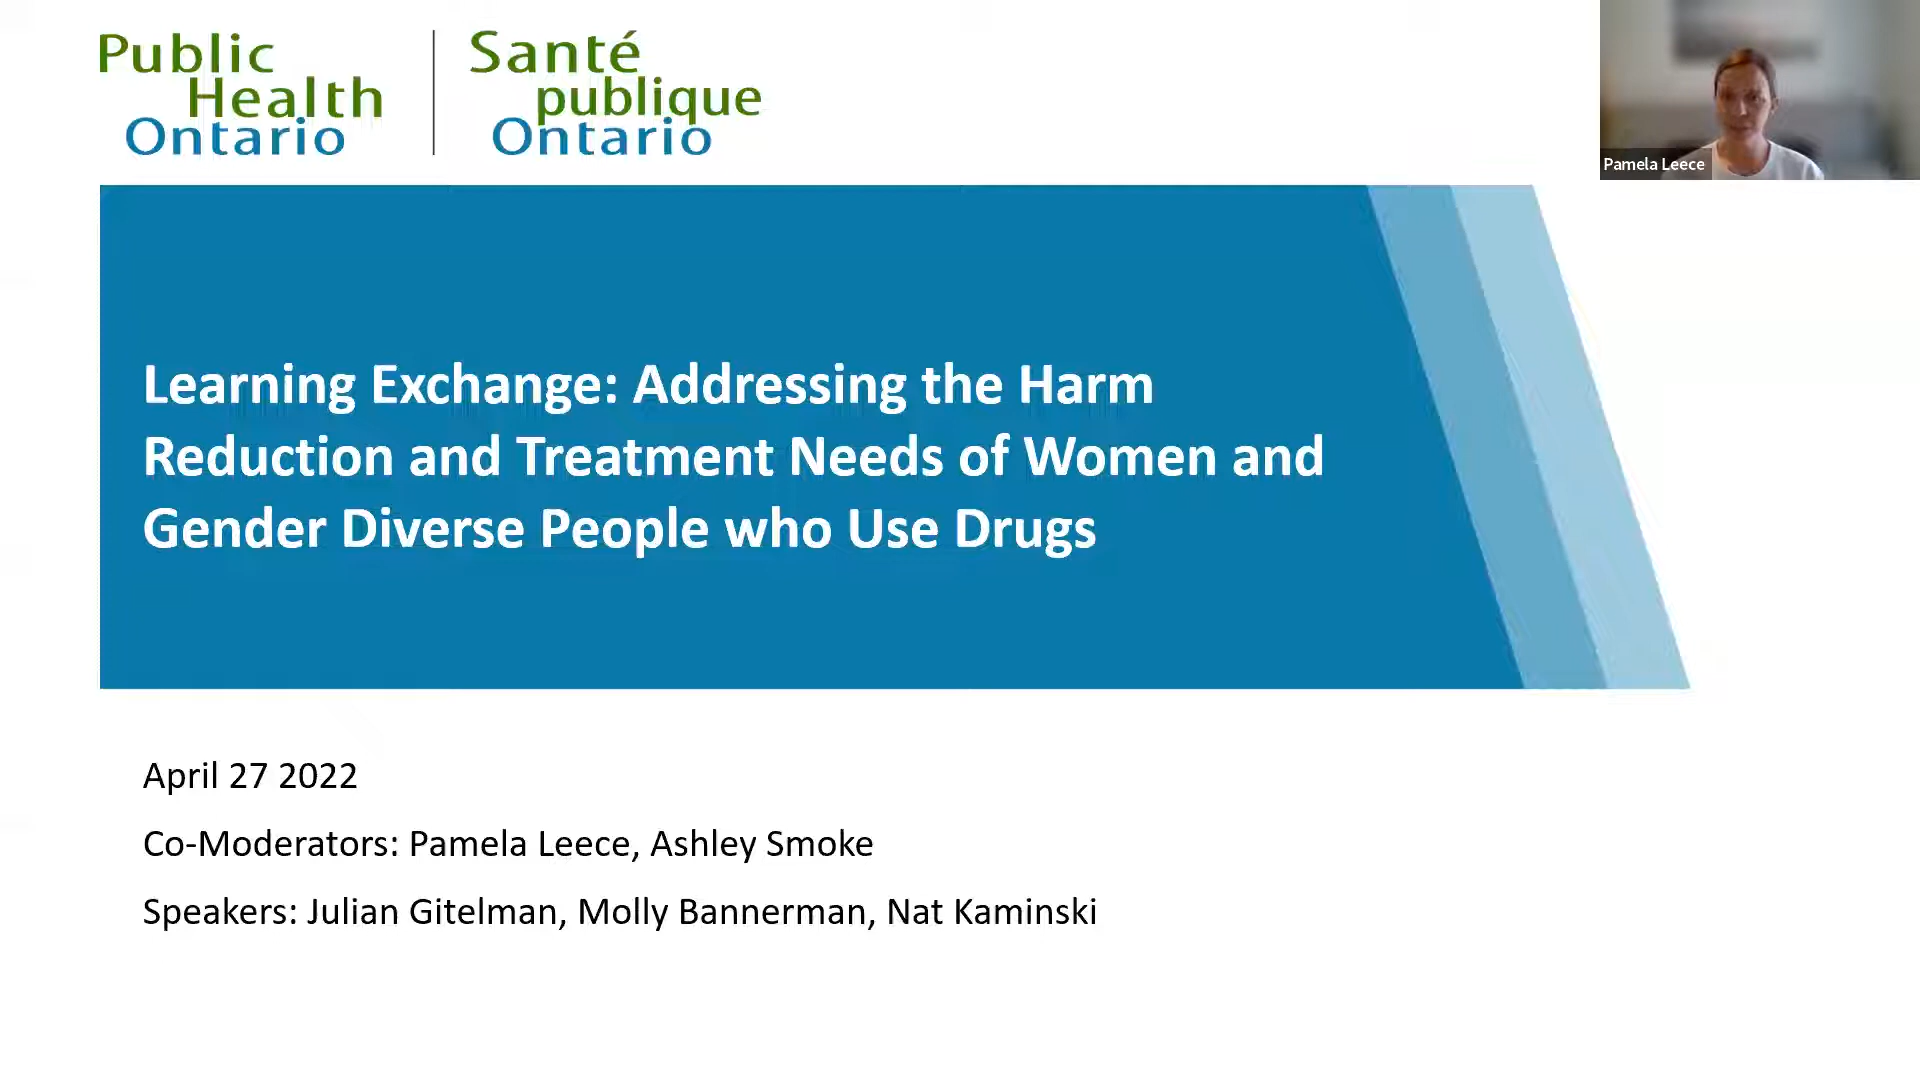 Public
Health
Ontario
Santé
publique
Ontario
Pamela Leece
Learning Exchange: Addressing the Harm
Reduction and Treatment Needs of Women and
Gender Diverse People who Use Drugs
April 27 2022
Co-Moderators: Pamela Leece, Ashley Smoke
Speakers: Julian Gitelman, Molly Bannerman, Nat Kaminski